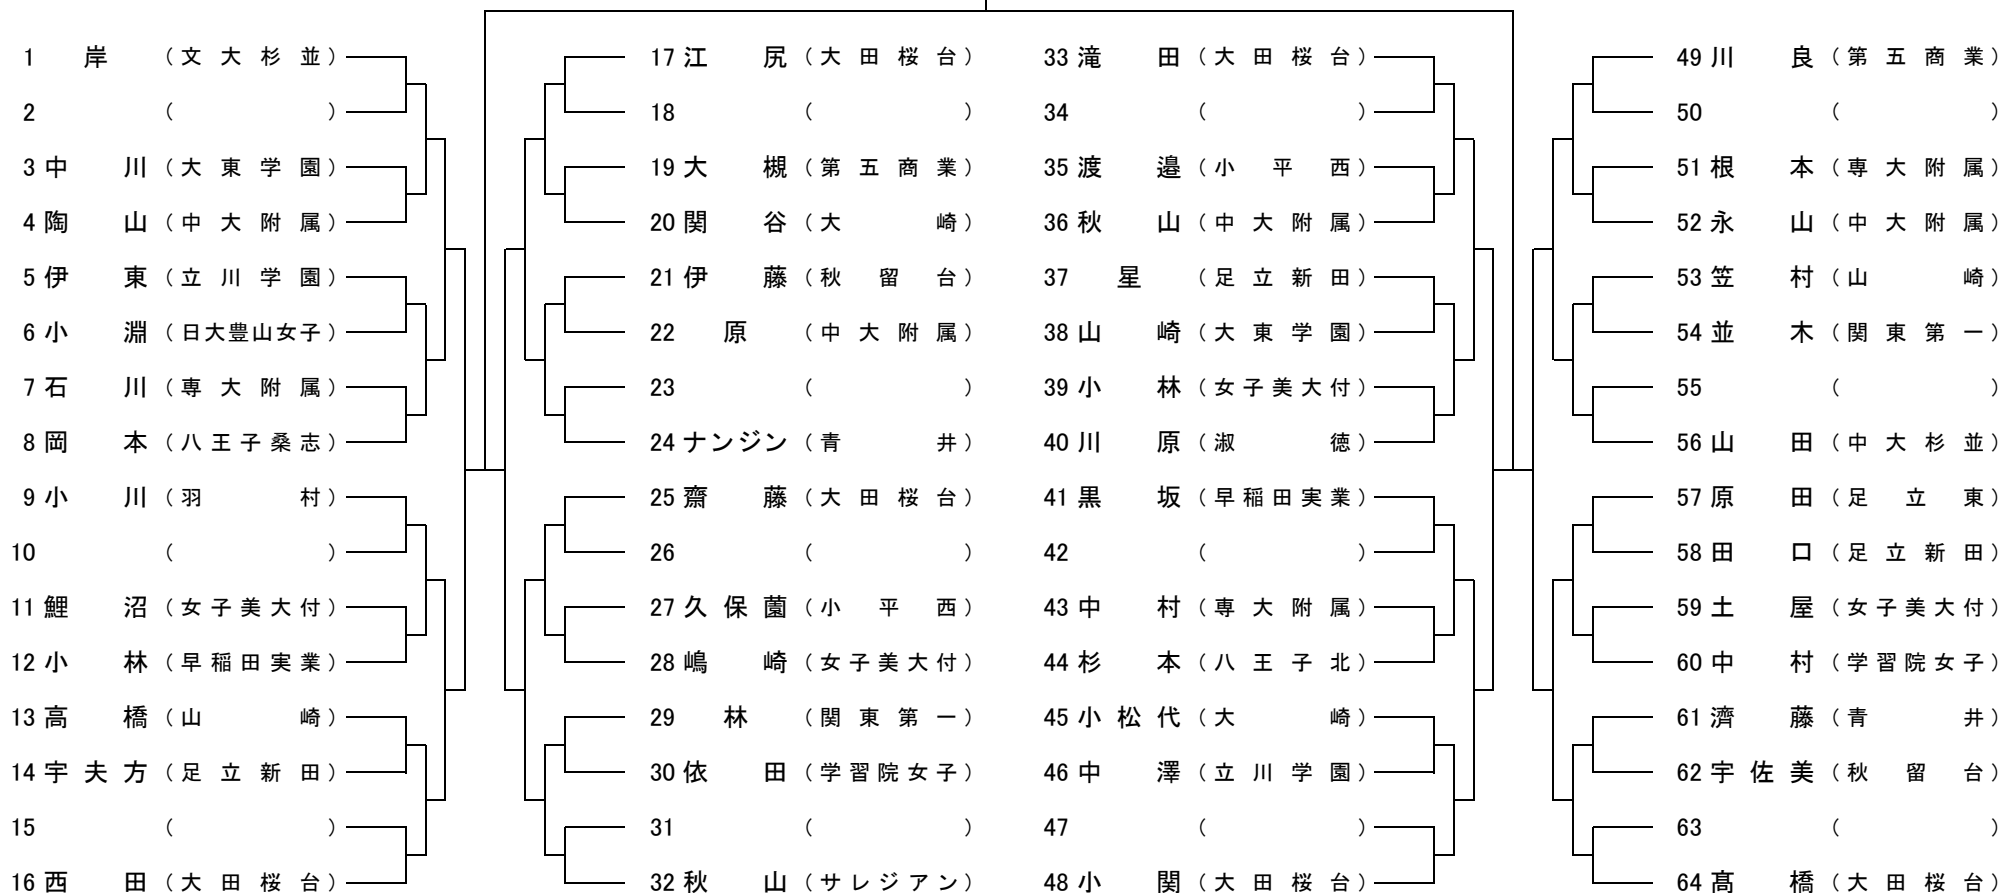 1 岸 （文大杉並）
2 （ ）
3 中川 （大東学園）
4 陶山 （中大附属）
5 伊東 （立川学園）
6 小淵 （日大豊山女子）
7 石川 （専大附属）
8 岡本 （八王子桑志）
9 小川 （羽村）
10 （ ）
11 鯉沼 （女子美大付）
12 小林 （早稲田実業）
13 高橋 （山崎）
14 宇夫方 （足立新田）
15 （ ）
16 西田 （大田桜台）
17 江尻 （大田桜台）
18 （ ）
19 大槻 （第五商業）
20 関谷 （大崎）
21 伊藤 （秋留台）
22 原 （中大附属）
23 （ ）
24 ナンジン （青井）
25 齋藤 （大田桜台）
26 （ ）
27 久保薗 （小平西）
28 嶋崎 （女子美大付）
29 林 （関東第一）
30 依田 （学習院女子）
31 （ ）
32 秋山 （サレジアン）
33 滝田 （大田桜台）
34 （ ）
35 渡邉 （小平西）
36 秋山 （中大附属）
37 星 （足立新田）
38 山崎 （大東学園）
39 小林 （女子美大付）
40 川原 （淑徳）
41 黒坂 （早稲田実業）
42 （ ）
43 中村 （専大附属）
44 杉本 （八王子北）
45 小松代 （大崎）
46 中澤 （立川学園）
47 （ ）
48 小関 （大田桜台）
49 川良 （第五商業）
50 （ ）
51 根本 （専大附属）
52 永山 （中大附属）
53 笠村 （山崎）
54 並木 （関東第一）
55 （ ）
56 山田 （中大杉並）
57 原田 （足立東）
58 田口 （足立新田）
59 土屋 （女子美大付）
60 中村 （学習院女子）
61 濟藤 （青井）
62 宇佐美 （秋留台）
63 （ ）
64 髙橋 （大田桜台）